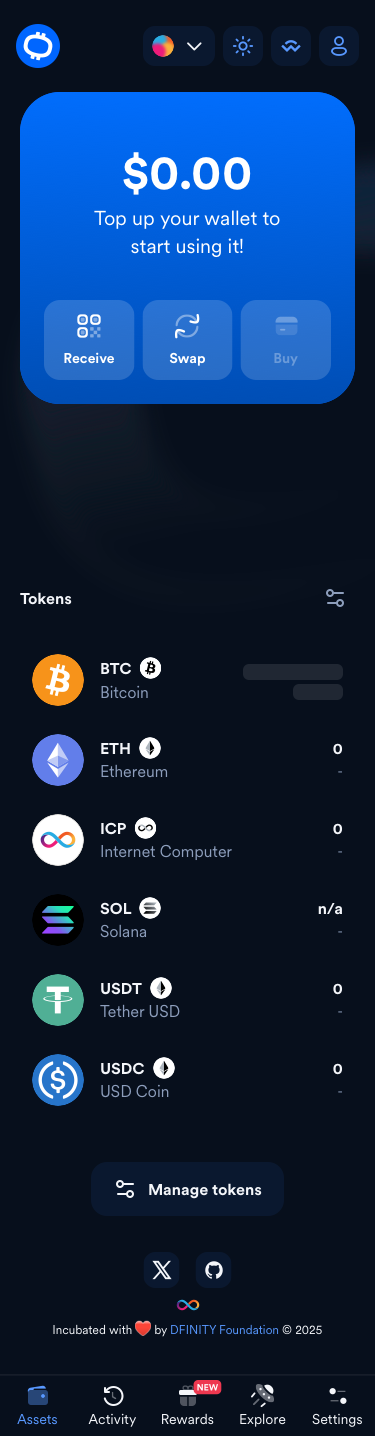 $0.00
Top up your wallet to
start using it!
Receive Swap Buy
Tokens
BTC
Bitcoin
ETH 0
Ethereum -
ICP 0
Internet Computer -
SOL n/a
Solana -
USDT 0
Tether USD -
USDC 0
USD Coin -
Manage tokens
Incubated with ❤️ by DFINITY Foundation © 2025
NEW
Assets Activity Rewards Explore Settings